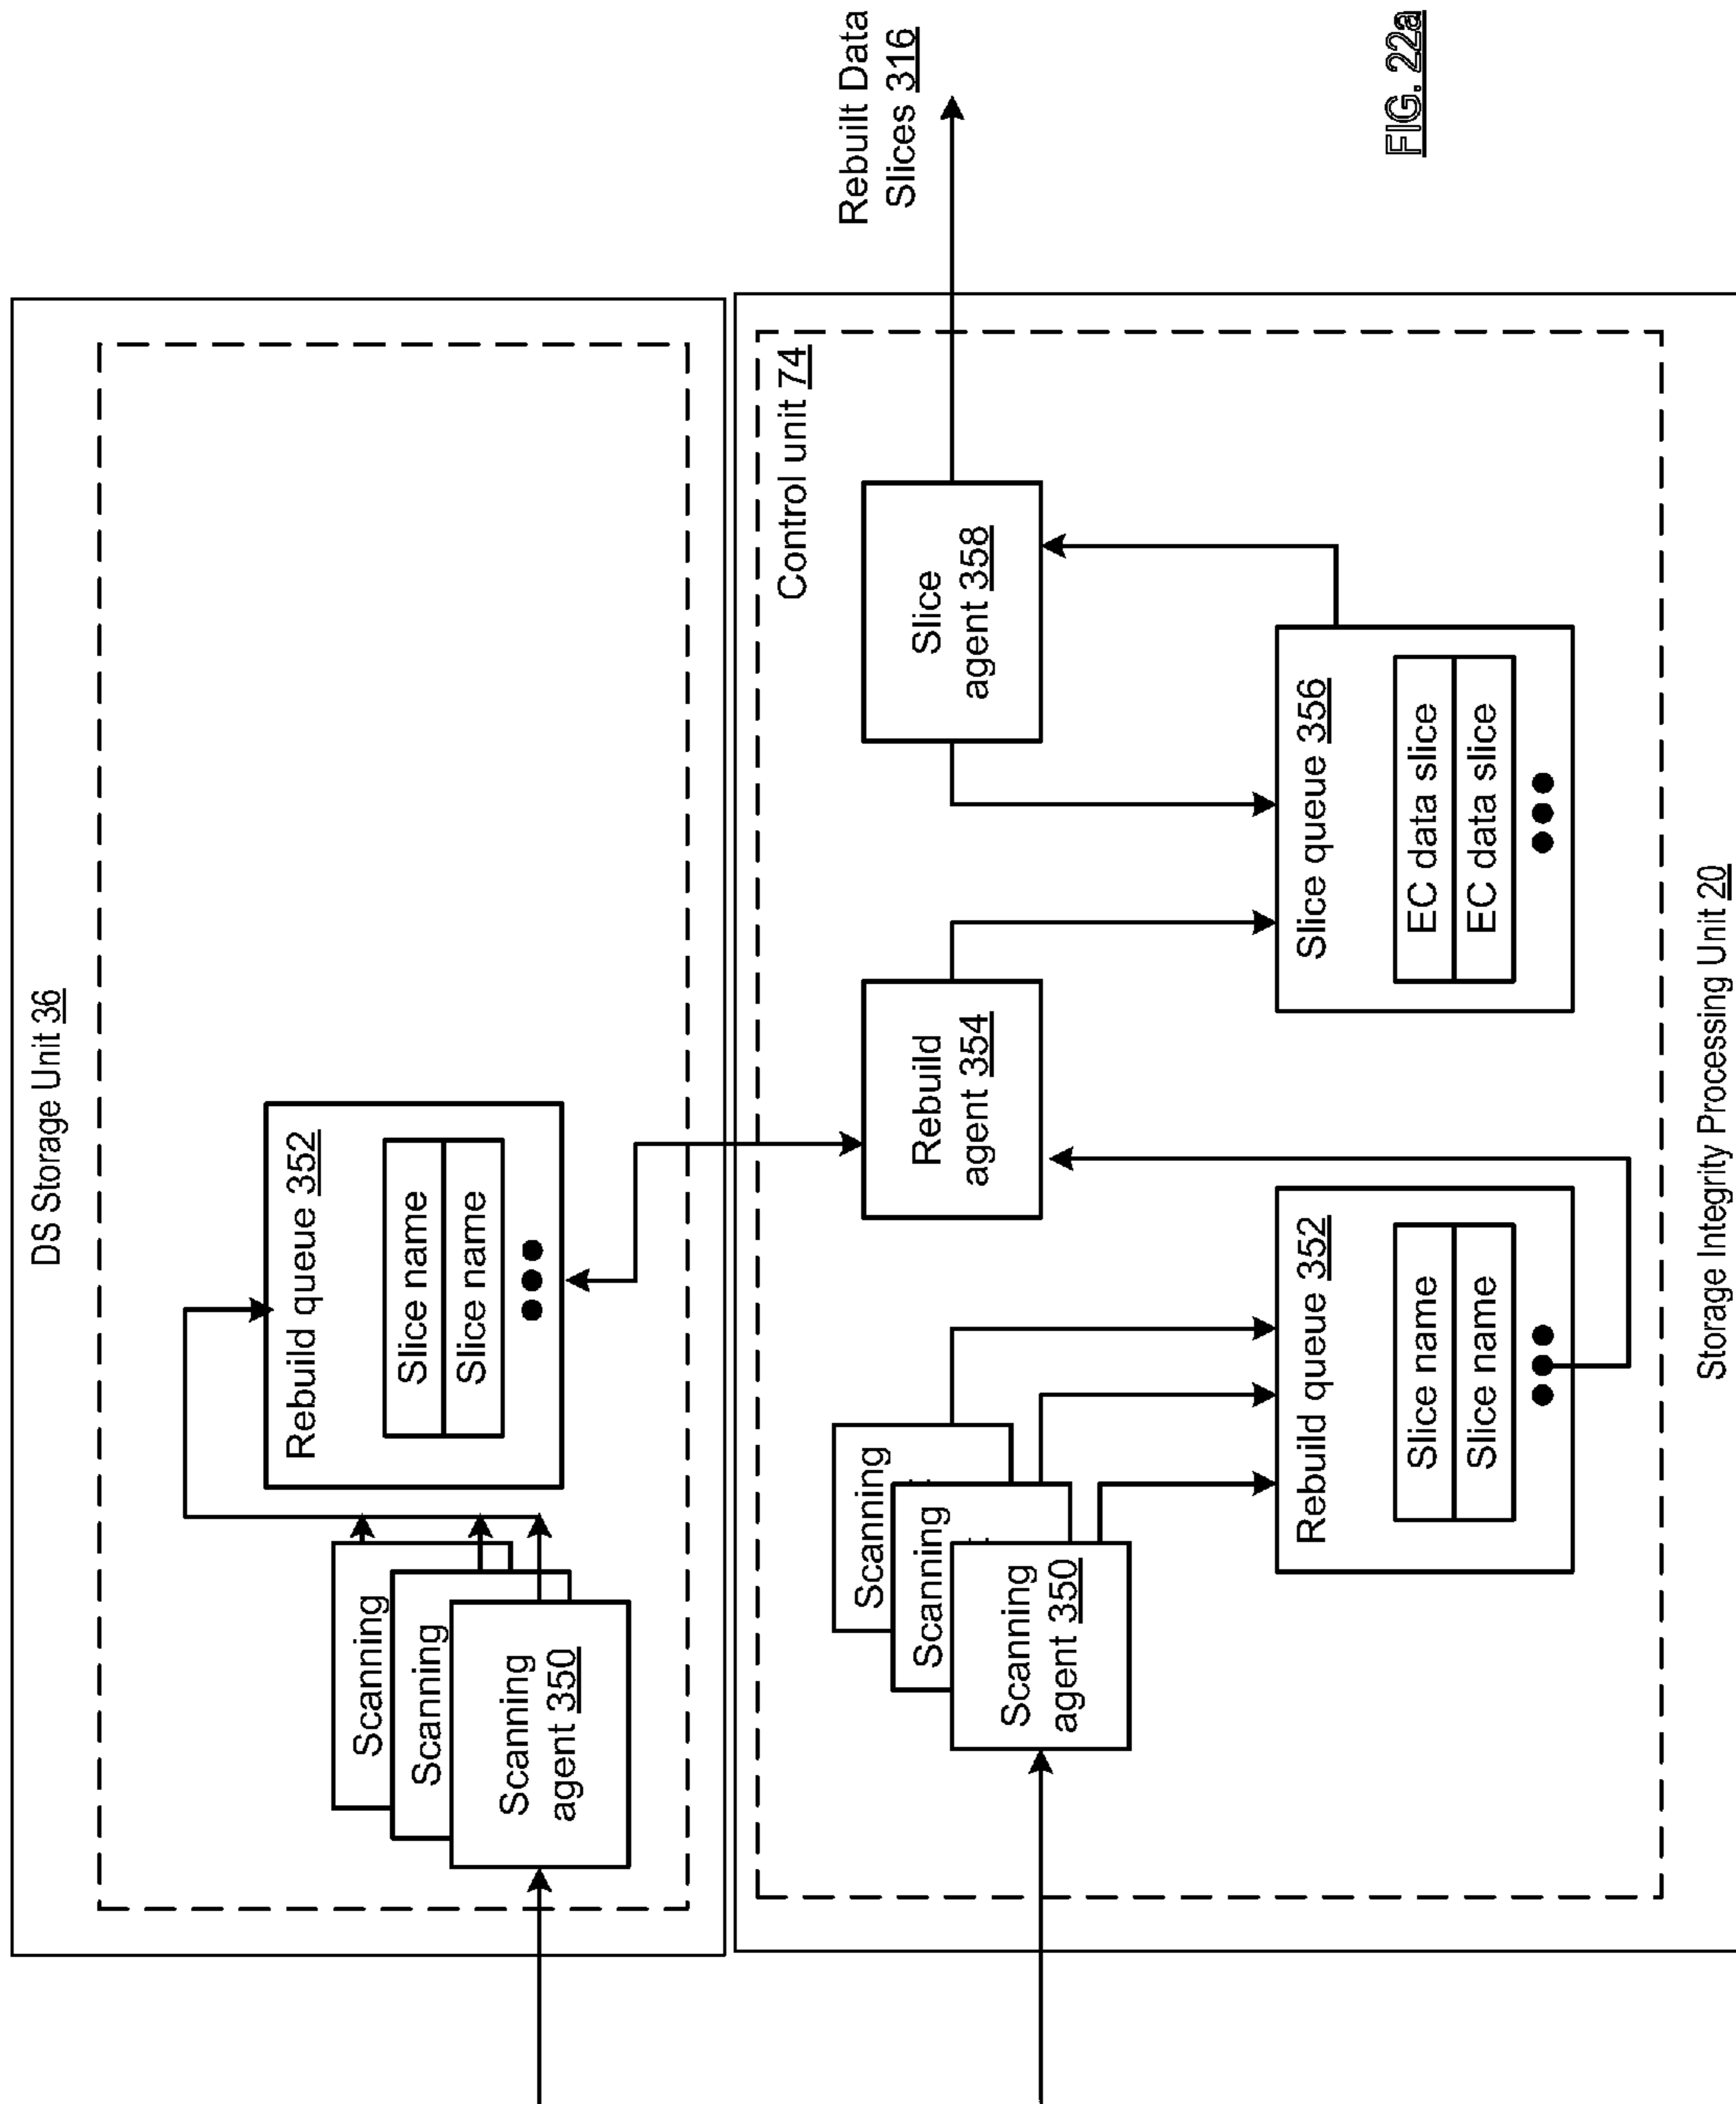 DS Storage Unit 36
Scanning
Scanning
Scanning
agent 350
Rebuild queue 352
Slice name
Slice name
Control unit 74
Scanning
Scanning
Scanning
agent 350
Rebuild
agent 354
Slice
agent 358
Rebuilt Data
Slices 316
Rebuild queue 352
Slice name
Slice name
Slice queue 356
EC data slice
EC data slice
Storage Integrity Processing Unit 20
FIG. 22a